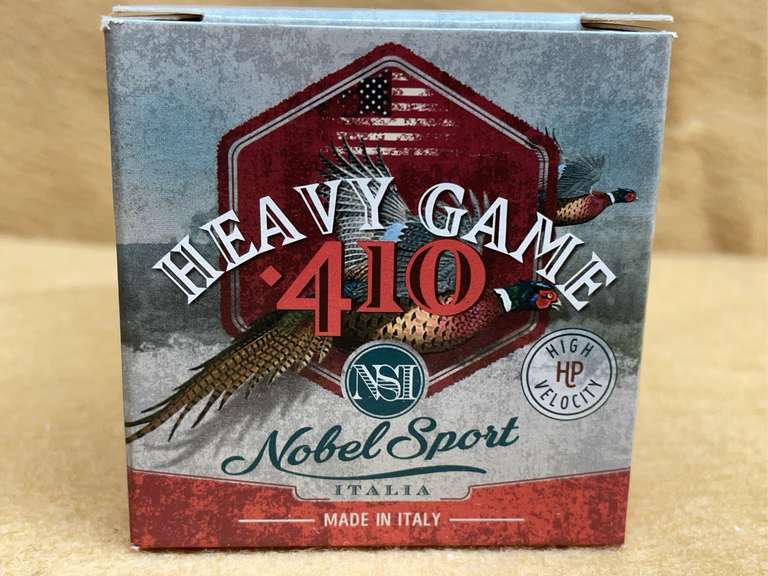 HEAVY GAME
.410
HIGH
HP
VELOCITY
NSI
Nobel Sport
ITALIA
MADE IN ITALY